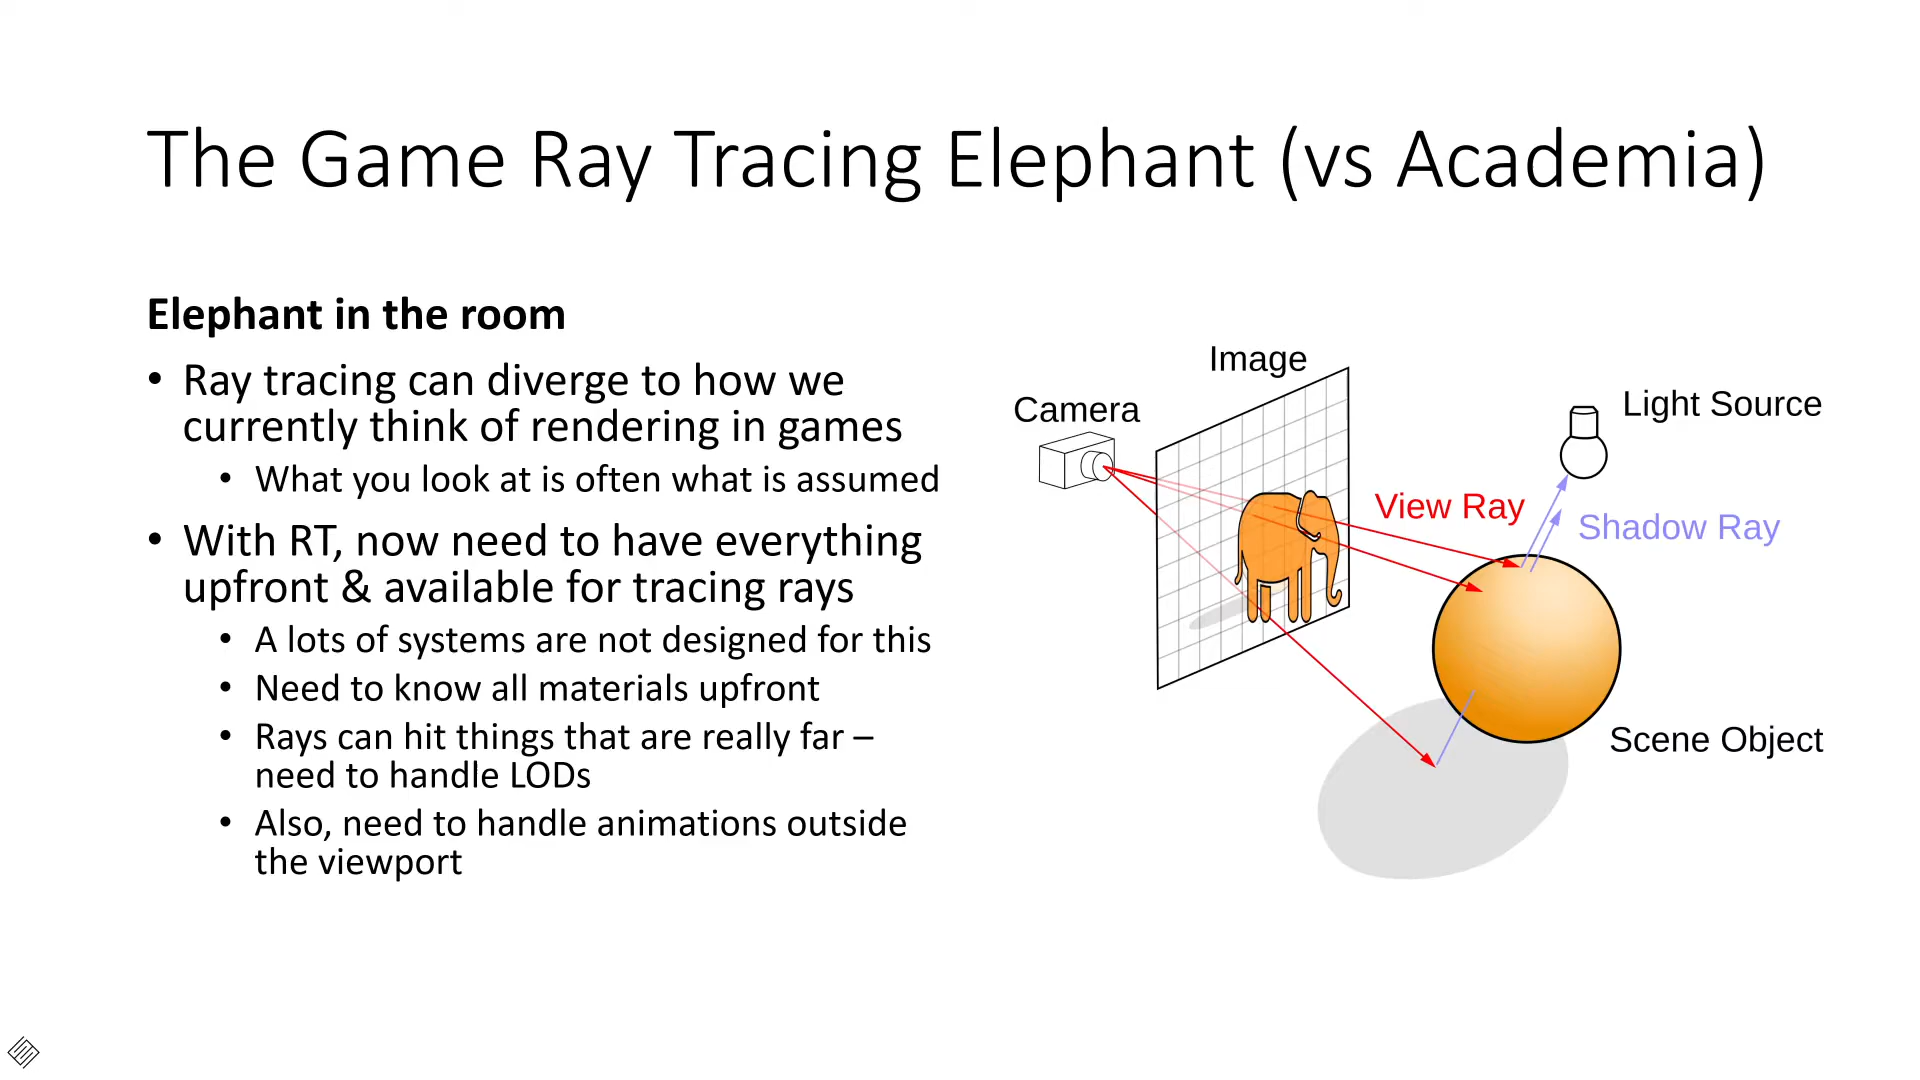 The Game Ray Tracing Elephant (vs Academia)
Elephant in the room
• Ray tracing can diverge to how we
currently think of rendering in games
• What you look at is often what is assumed
• With RT, now need to have everything
upfront & available for tracing rays
• A lots of systems are not designed for this
• Need to know all materials upfront
• Rays can hit things that are really far –
need to handle LODs
• Also, need to handle animations outside
the viewport
Image
Camera
Light Source
View Ray
Shadow Ray
Scene Object